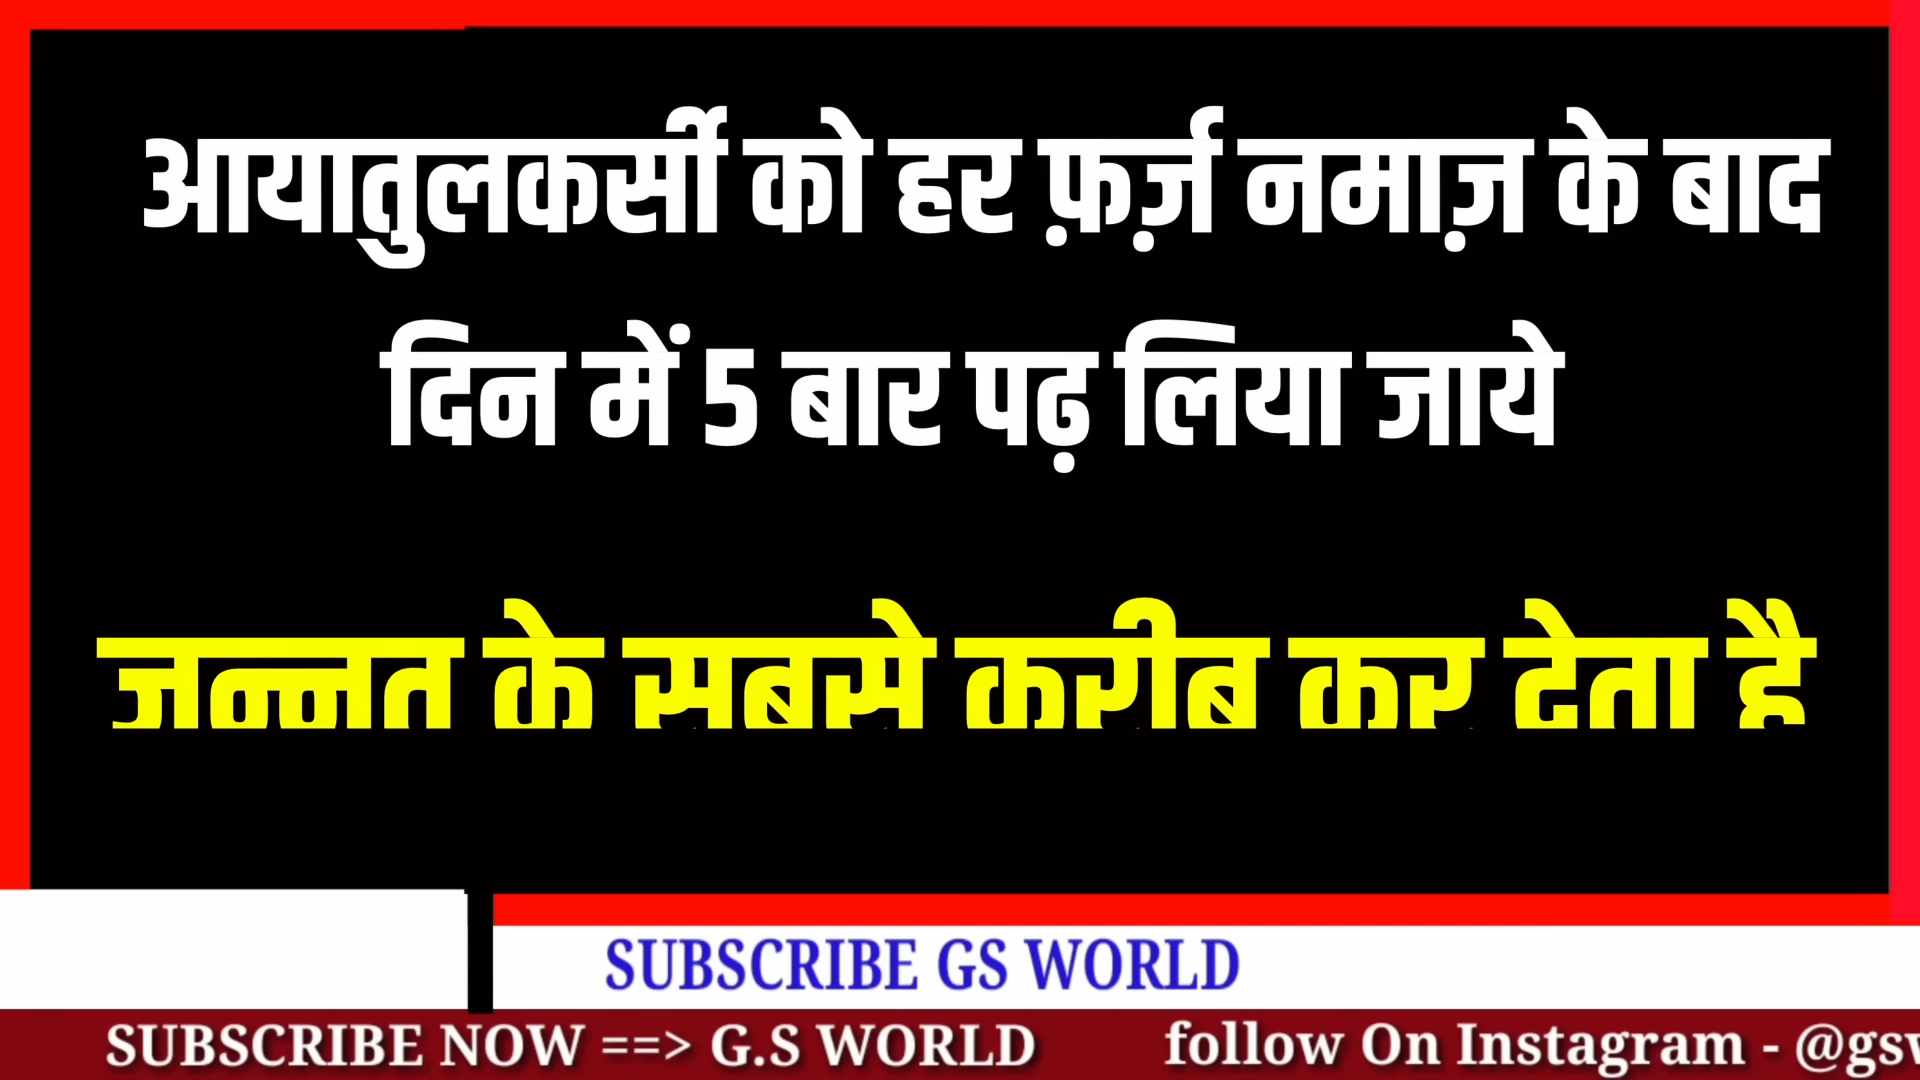 आयातुलकर्सी को हर फ़र्ज़ नमाज़ के बाद
दिन में 5 बार पढ़ लिया जाये
जन्नत के सबसे करीब कर देता है
SUBSCRIBE GS WORLD
SUBSCRIBE NOW ==> G.S WORLD follow On Instagram - @gsw